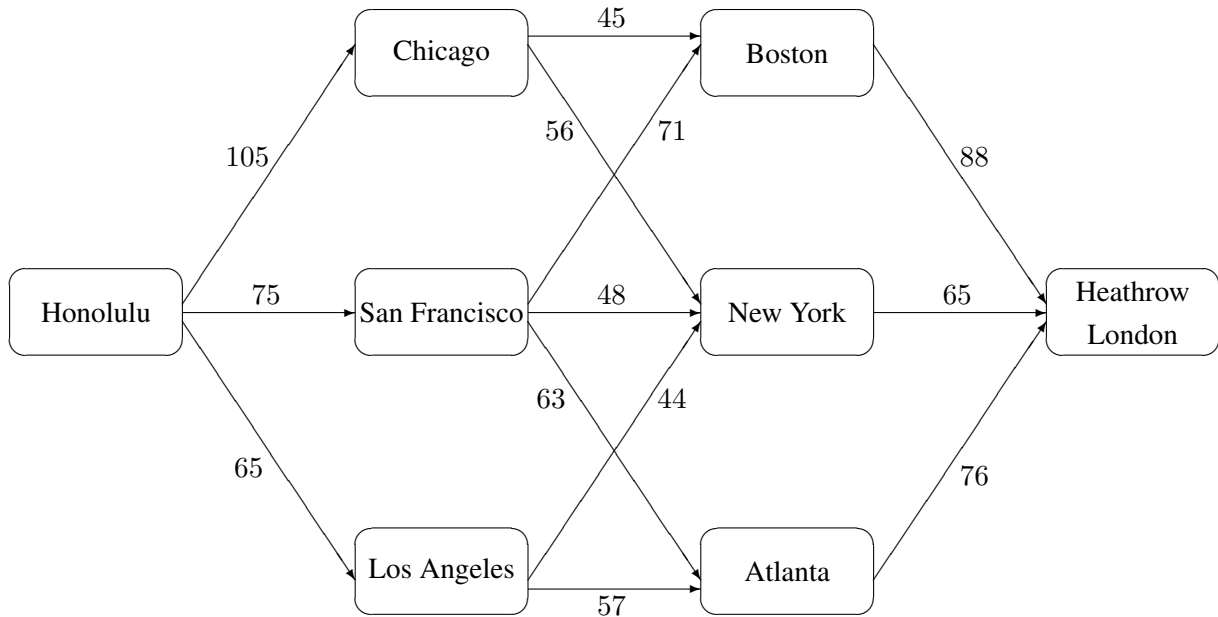 45
Chicago
Boston
56
71
105
88
75
48
65
Honolulu
San Francisco
New York
Heathrow
London
63
44
65
76
Los Angeles
Atlanta
57